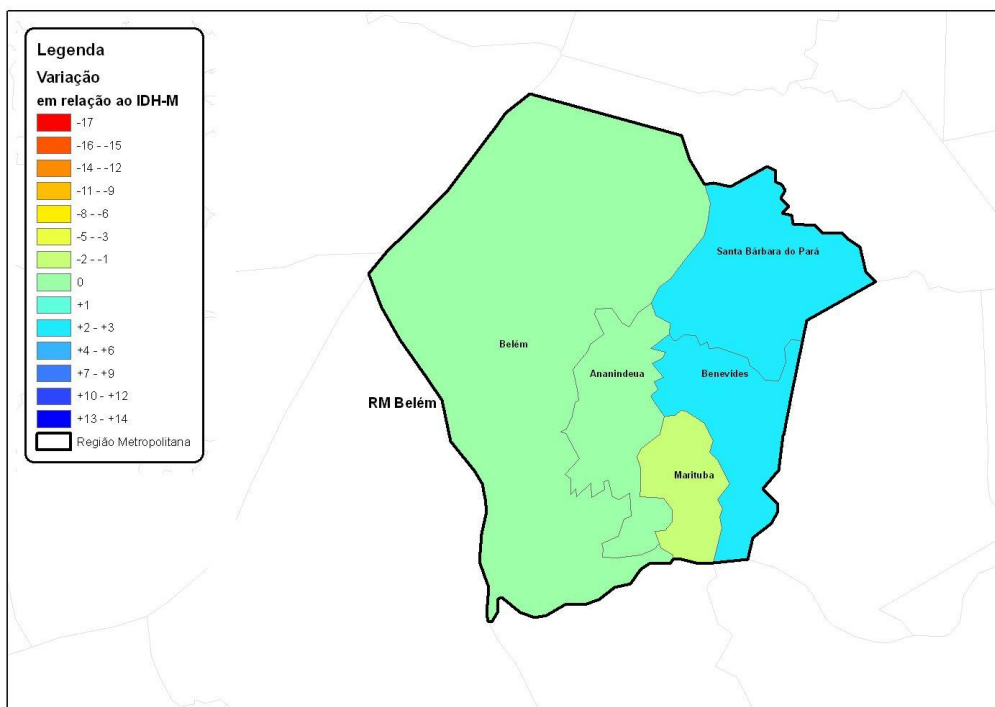 Legenda
Variação
em relação ao IDH-M
-17
-16 - -15
-14 - -12
-11 - -9
-8 - -6
-5 - -3
-2 - -1
0
+1
+2 - +3
+4 - +6
+7 - +9
+10 - +12
+13 - +14
Região Metropolitana
Santa Bárbara do Pará
Belém
Ananindeua
Benevides
RM Belém
Marituba